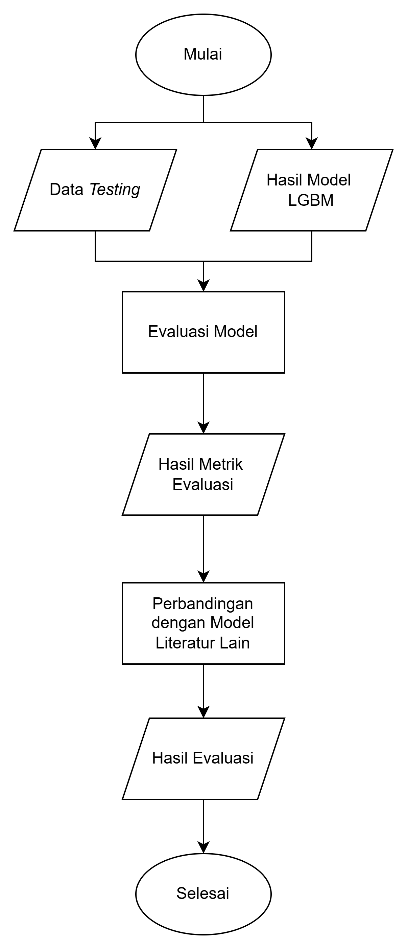 Mulai
Data Testing
Hasil Model
LGBM
Evaluasi Model
Hasil Metrik
Evaluasi
Perbandingan
dengan Model
Literatur Lain
Hasil Evaluasi
Selesai